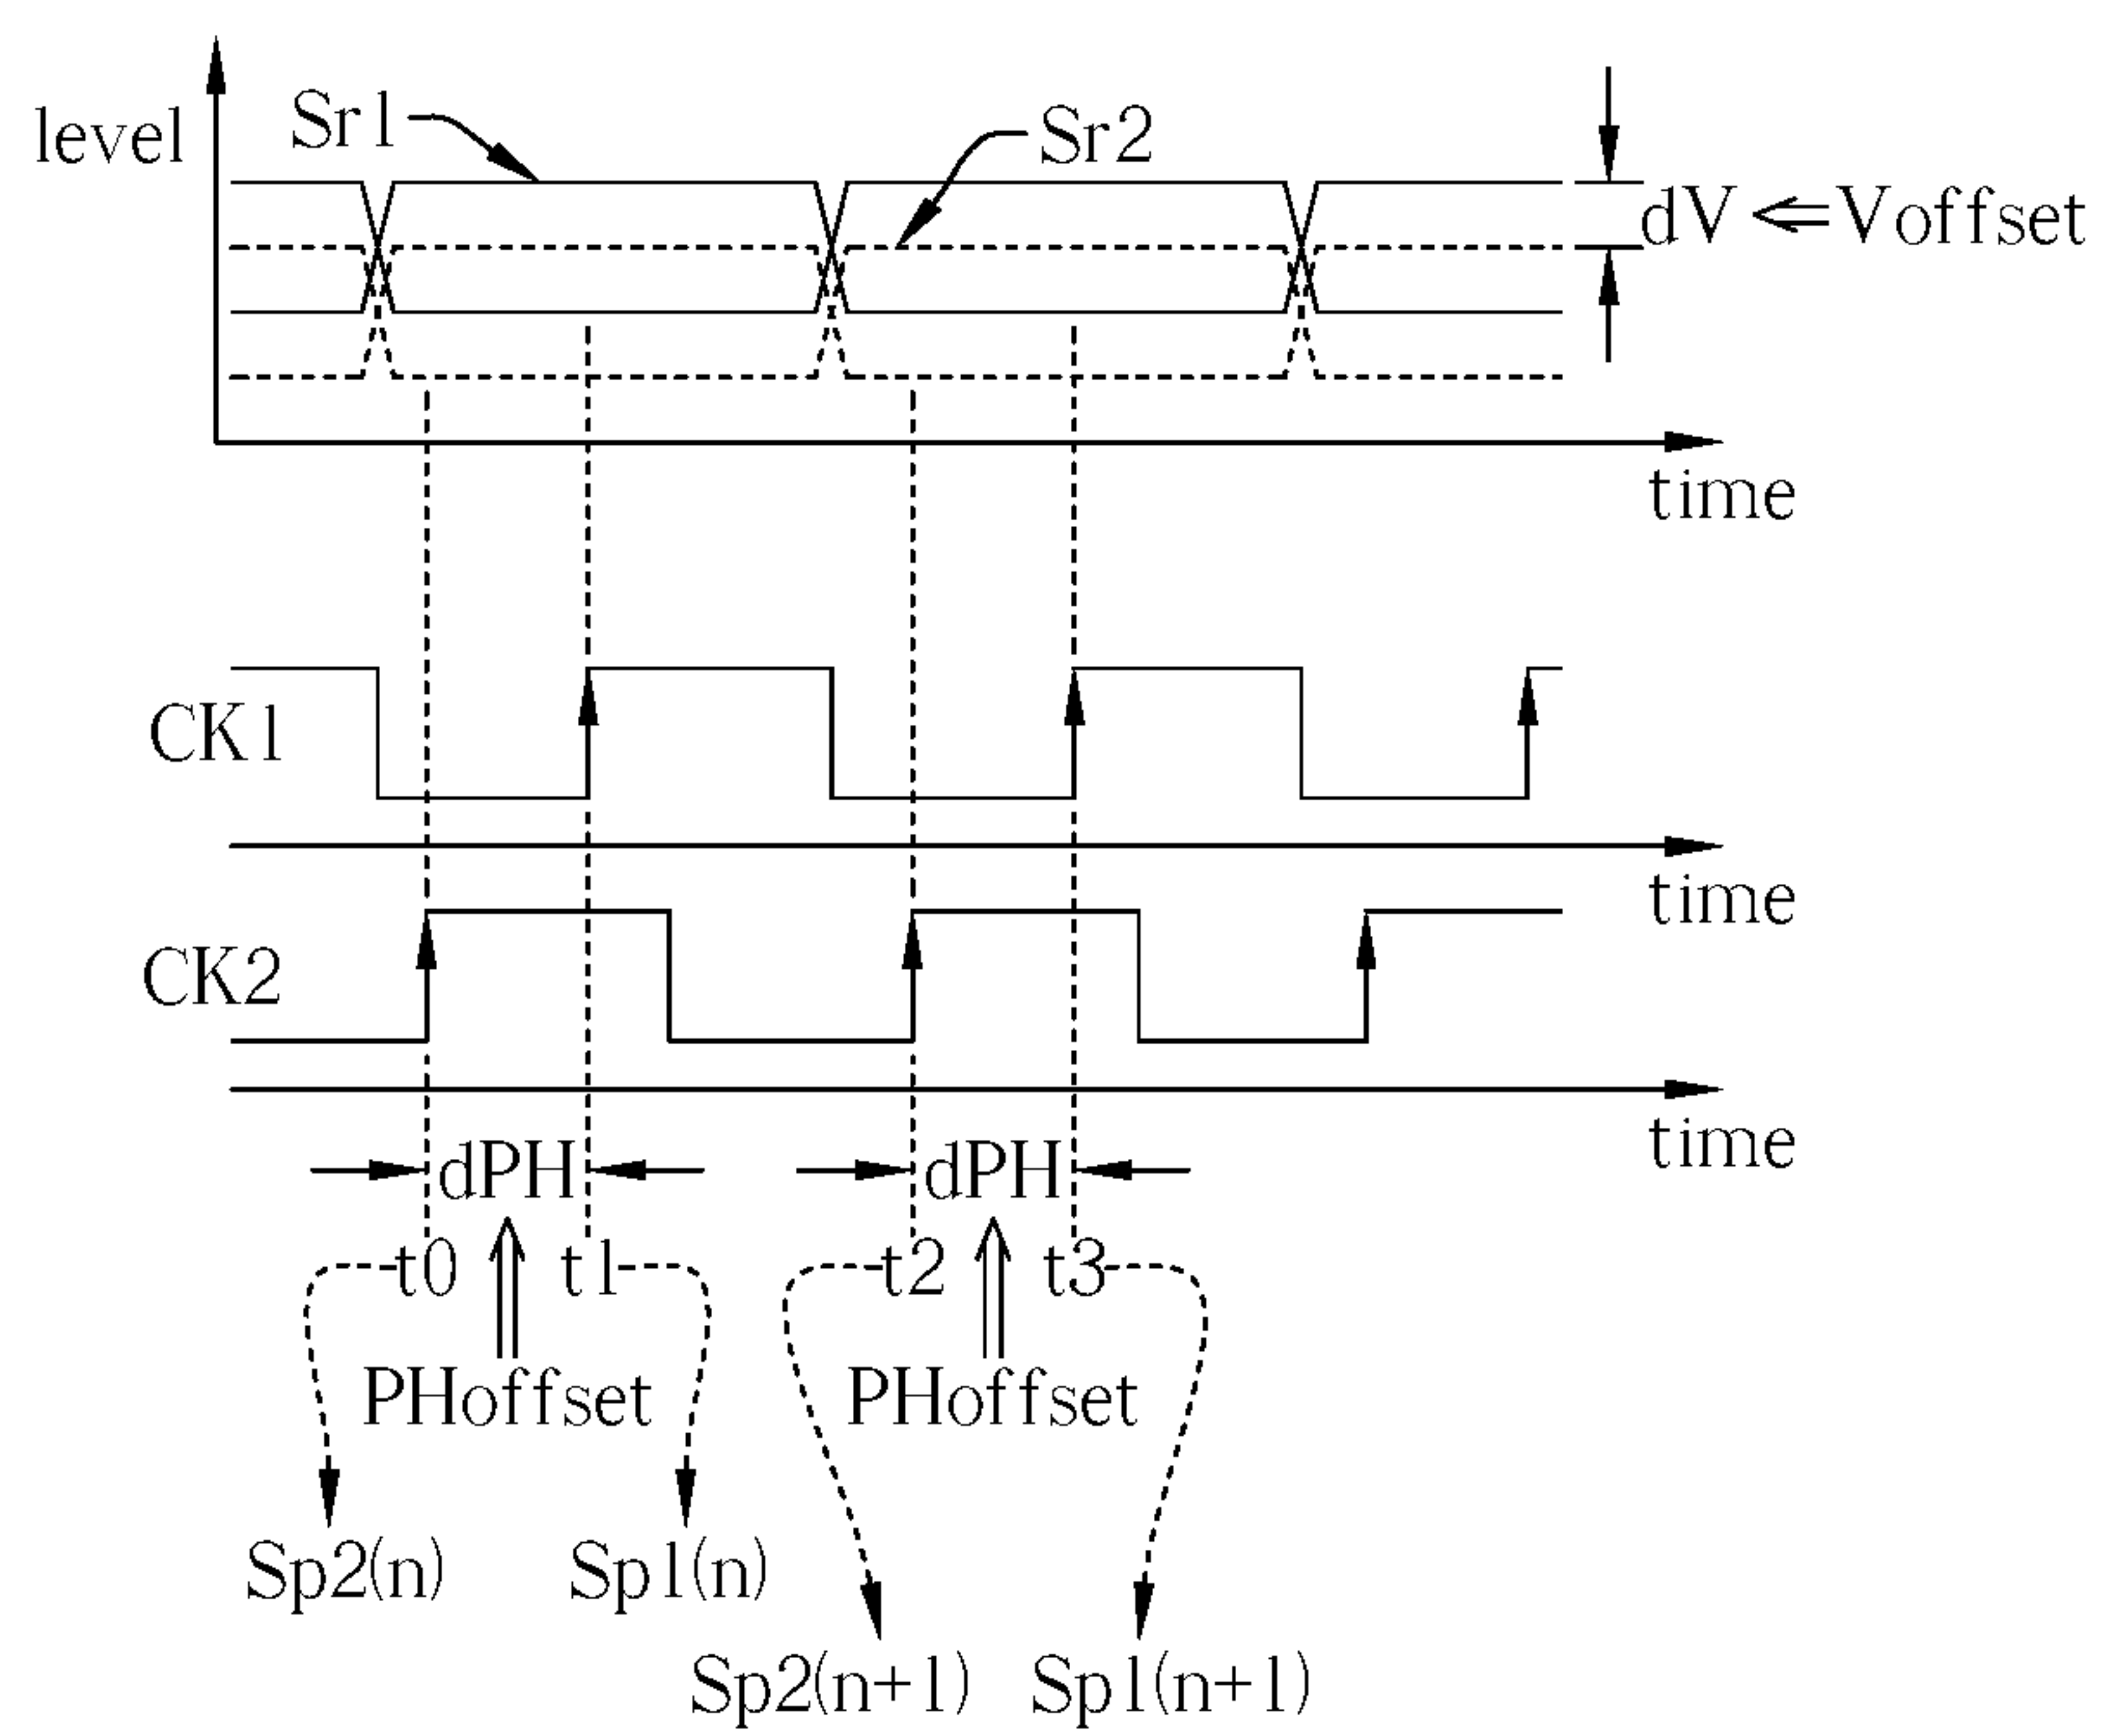 level
Sr1
Sr2
dV
Voffset
time
CK1
time
CK2
time
dPH
dPH
t0
t1
t2
t3
PHoffset
PHoffset
Sp2(n)
Sp1(n)
Sp2(n+1)
Sp1(n+1)